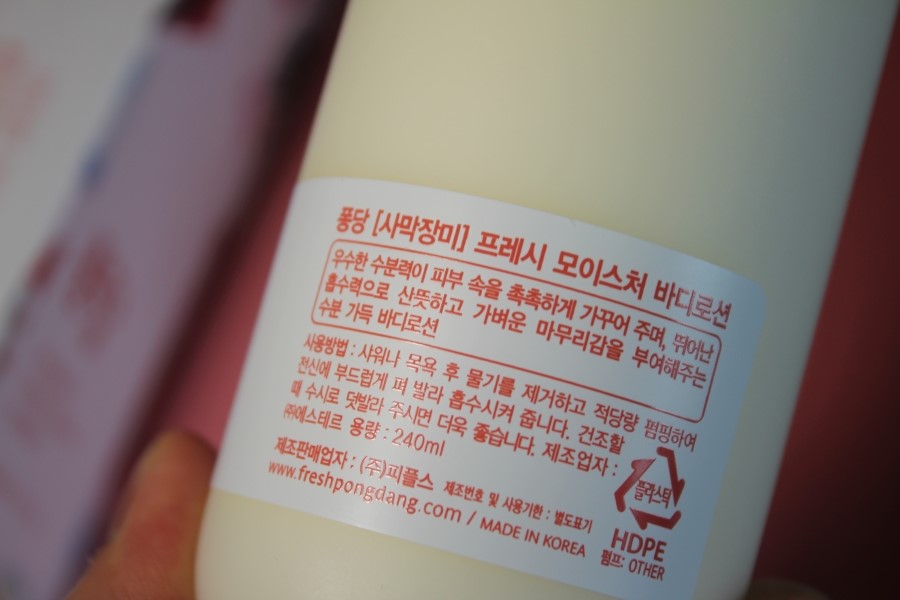 퐁당 [사막장미] 프레시 모이스처 바디로션
우수한 수분력이 피부 속을 촉촉하게 가꾸어 주며, 뛰어난
흡수력으로 산뜻하고 가벼운 마무리감을 부여해주는
수분 가득 바디로션
사용방법 : 샤워나 목욕 후 물기를 제거하고 적당량 펌핑하여
전신에 부드럽게 펴 발라 흡수시켜 줍니다. 건조할
때 수시로 덧발라 주시면 더욱 좋습니다. 제조업자 :
㈜에스테르 용량 : 240ml
제조판매업자 : (주)피플스 제조번호 및 사용기한 : 별도표기
www.freshpongdang.com / MADE IN KOREA
플라스틱
HDPE
펌프: OTHER